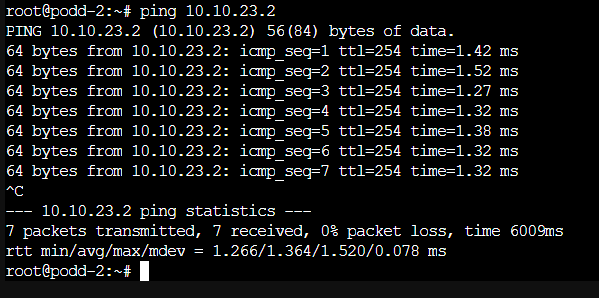 root@podd-2:~# ping 10.10.23.2
PING 10.10.23.2 (10.10.23.2) 56(84) bytes of data.
64 bytes from 10.10.23.2: icmp_seq=1 ttl=254 time=1.42 ms
64 bytes from 10.10.23.2: icmp_seq=2 ttl=254 time=1.52 ms
64 bytes from 10.10.23.2: icmp_seq=3 ttl=254 time=1.27 ms
64 bytes from 10.10.23.2: icmp_seq=4 ttl=254 time=1.32 ms
64 bytes from 10.10.23.2: icmp_seq=5 ttl=254 time=1.38 ms
64 bytes from 10.10.23.2: icmp_seq=6 ttl=254 time=1.32 ms
64 bytes from 10.10.23.2: icmp_seq=7 ttl=254 time=1.32 ms
^C
--- 10.10.23.2 ping statistics ---
7 packets transmitted, 7 received, 0% packet loss, time 6009ms
rtt min/avg/max/mdev = 1.266/1.364/1.520/0.078 ms
root@podd-2:~#